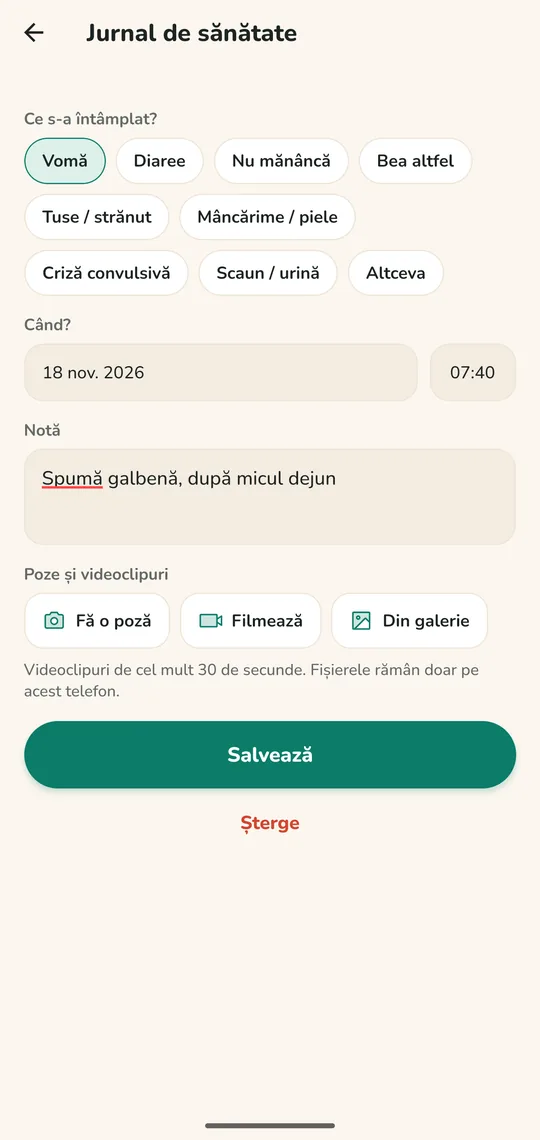 Jurnal de sănătate
Ce s-a întâmplat?
Vomă Diaree Nu mănâncă Bea altfel
Tuse / strănut Mâncărime / piele
Criză convulsivă Scaun / urină Altceva
Când?
18 nov. 2026 07:40
Notă
Spumă galbenă, după micul dejun
Poze și videoclipuri
Fă o poză Filmează Din galerie
Videoclipuri de cel mult 30 de secunde. Fișierele rămân doar pe
acest telefon.
Salvează
Șterge